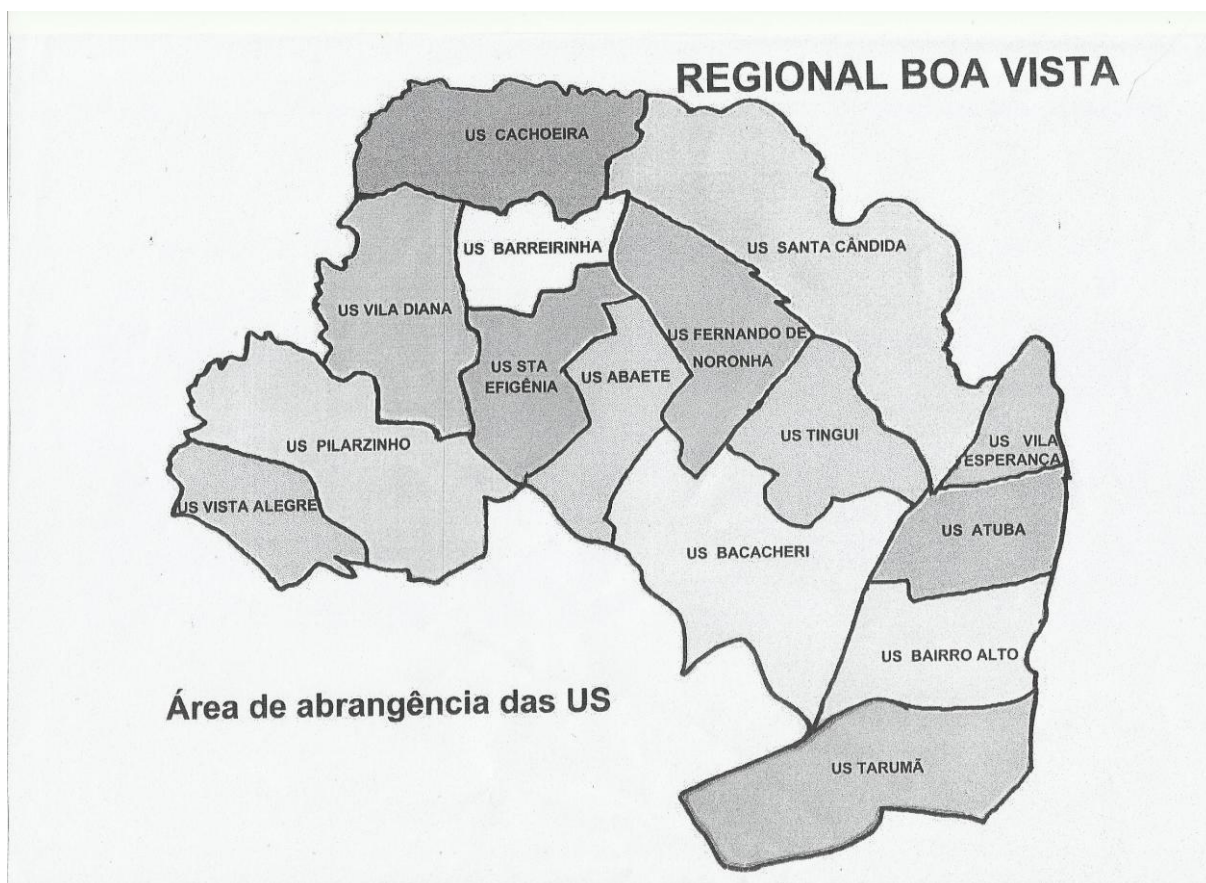 REGIONAL BOA VISTA
US CACHOEIRA
US BARREIRINHA
US SANTA CÂNDIDA
US VILA DIANA
US FERNANDO DE
NORONHA
US STA
EFIGÊNIA
US ABAETE
US PILARZINHO
US TINGUI
US VILA
ESPERANÇA
US VISTA ALEGRE
US ATUBA
US BACACHERI
US BAIRRO ALTO
Área de abrangência das US
US TARUMÃ